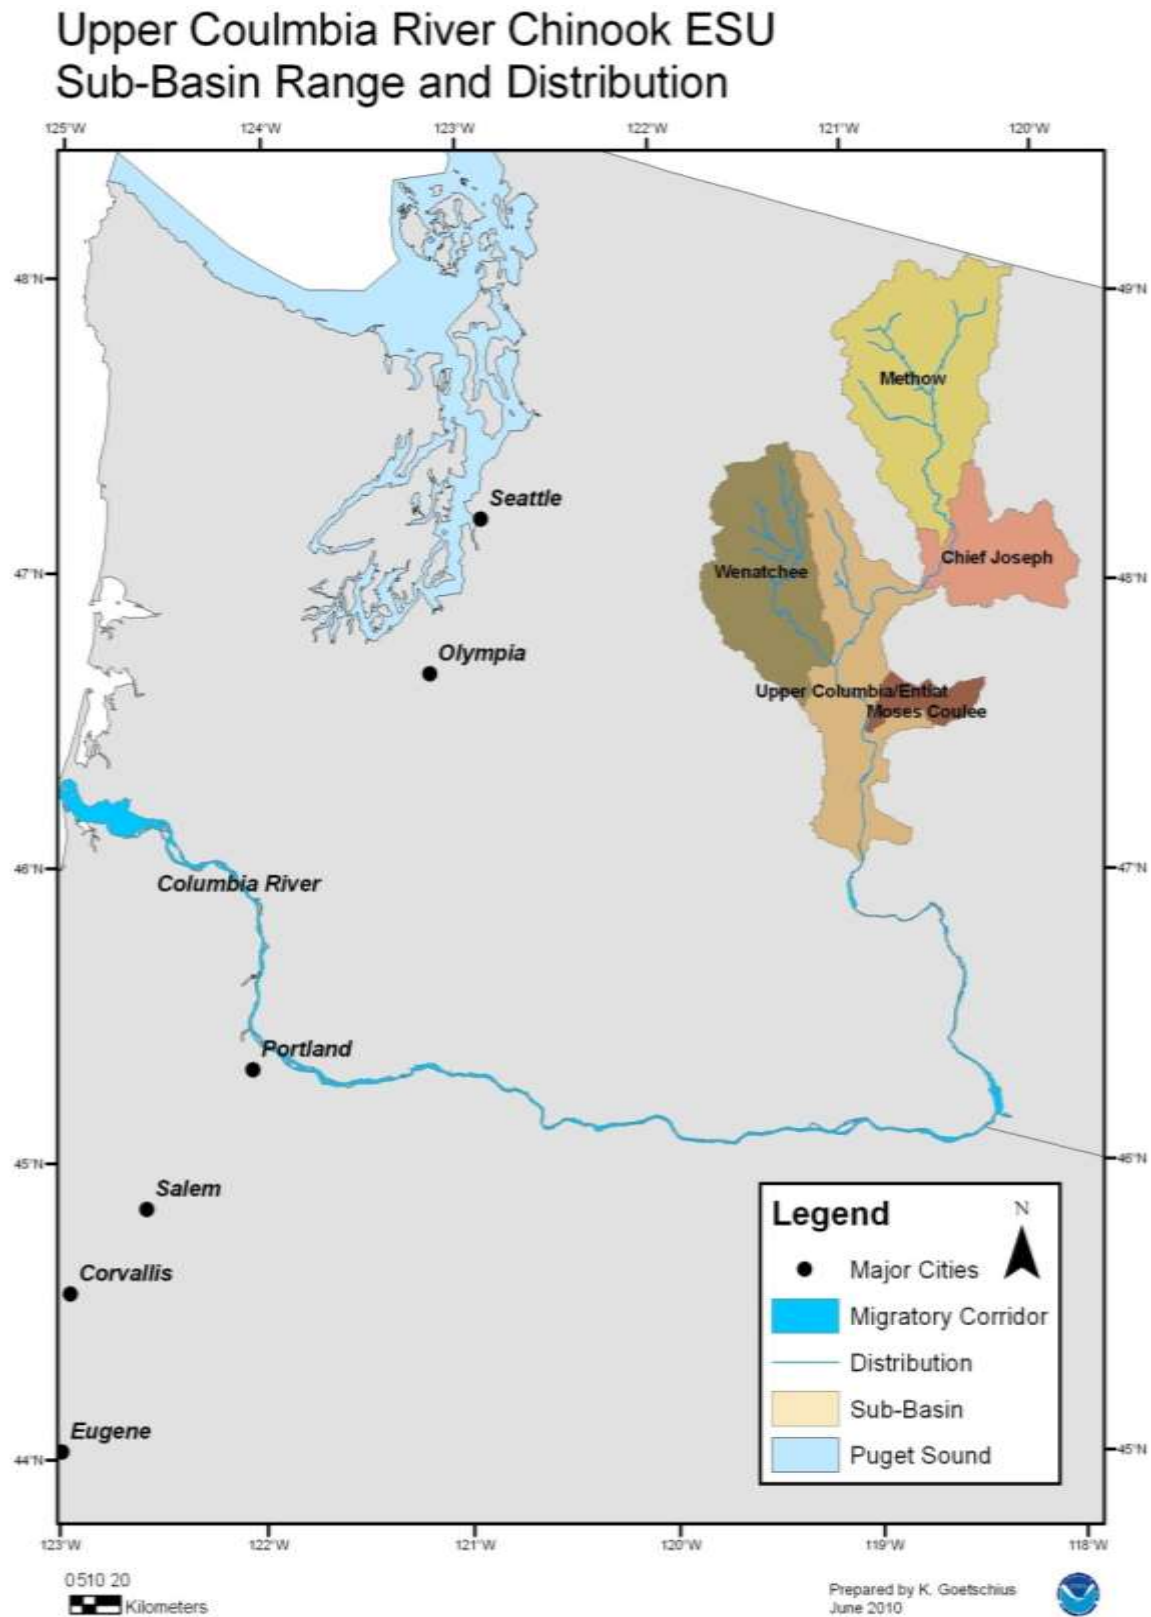 Upper Coulmbia River Chinook ESU
Sub-Basin Range and Distribution
125°W 124°W 123°W 122°W 121°W 120°W
48°N
49°N
Methow
Seattle
Chief Joseph
Wenatchee
47°N
48°N
Olympia
Upper Columbia/Entiat
Moses Coulee
46°N
47°N
Columbia River
Portland
45°N
46°N
Salem
Corvallis
Eugene
44°N
45°N
Legend
N
Major Cities
Migratory Corridor
Distribution
Sub-Basin
Puget Sound
123°W 122°W 121°W 120°W 119°W 118°W
0 5 10 20
Kilometers
Prepared by K. Goetschius
June 2010